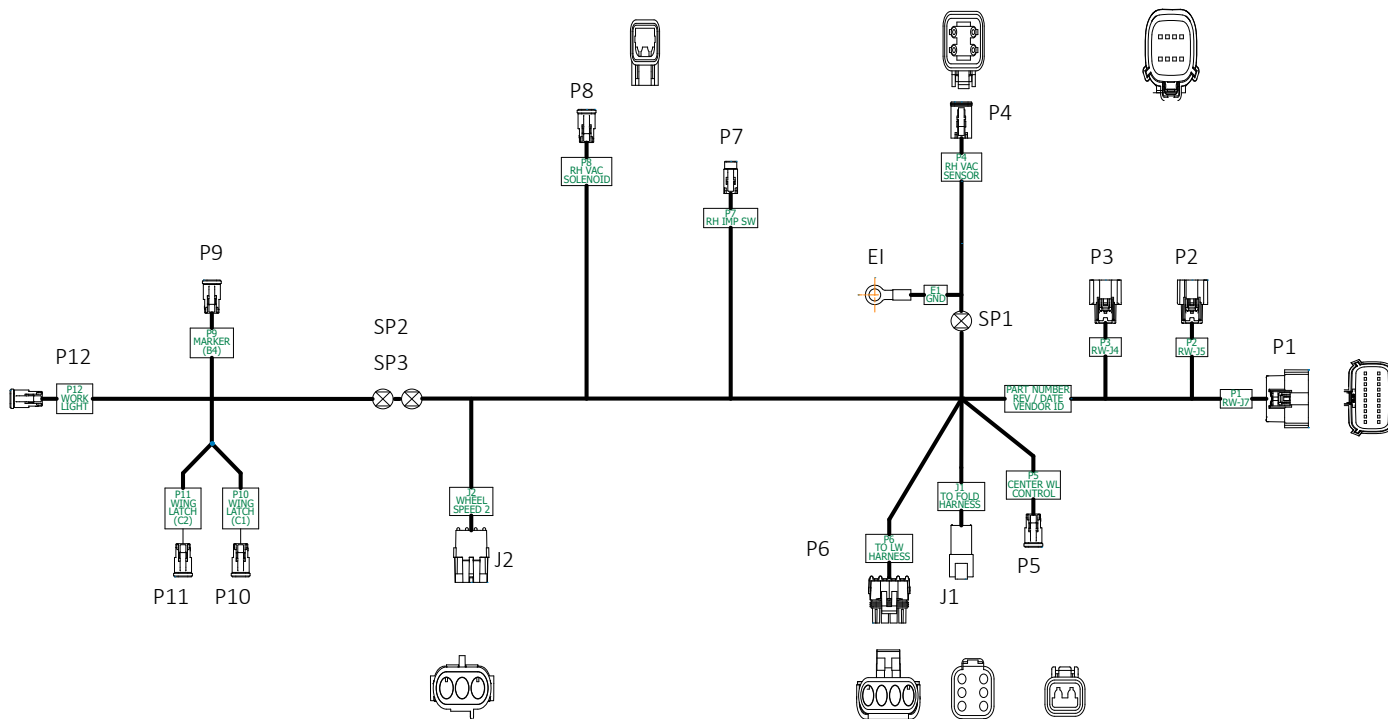 P8
P8
RH VAC
SOLENOID
P7
P7
RH IMP SW
P4
P4
RH VAC
SENSOR
P9
P9
MARKER
(B4)
EI
E1
GND
SP1
P3
P3
RW-J4
P2
P2
RW-J5
P1
P1
RW-J7
PART NUMBER
REV / DATE
VENDOR ID
SP2
SP3
P12
P12
WORK
LIGHT
P11
WING
LATCH
(C2)
P11
P10
WING
LATCH
(C1)
P10
J2
WHEEL
SPEED 2
J2
P6
P6
TO LW
HARNESS
J1
TO FOLD
HARNESS
J1
P5
CENTER WL
CONTROL
P5